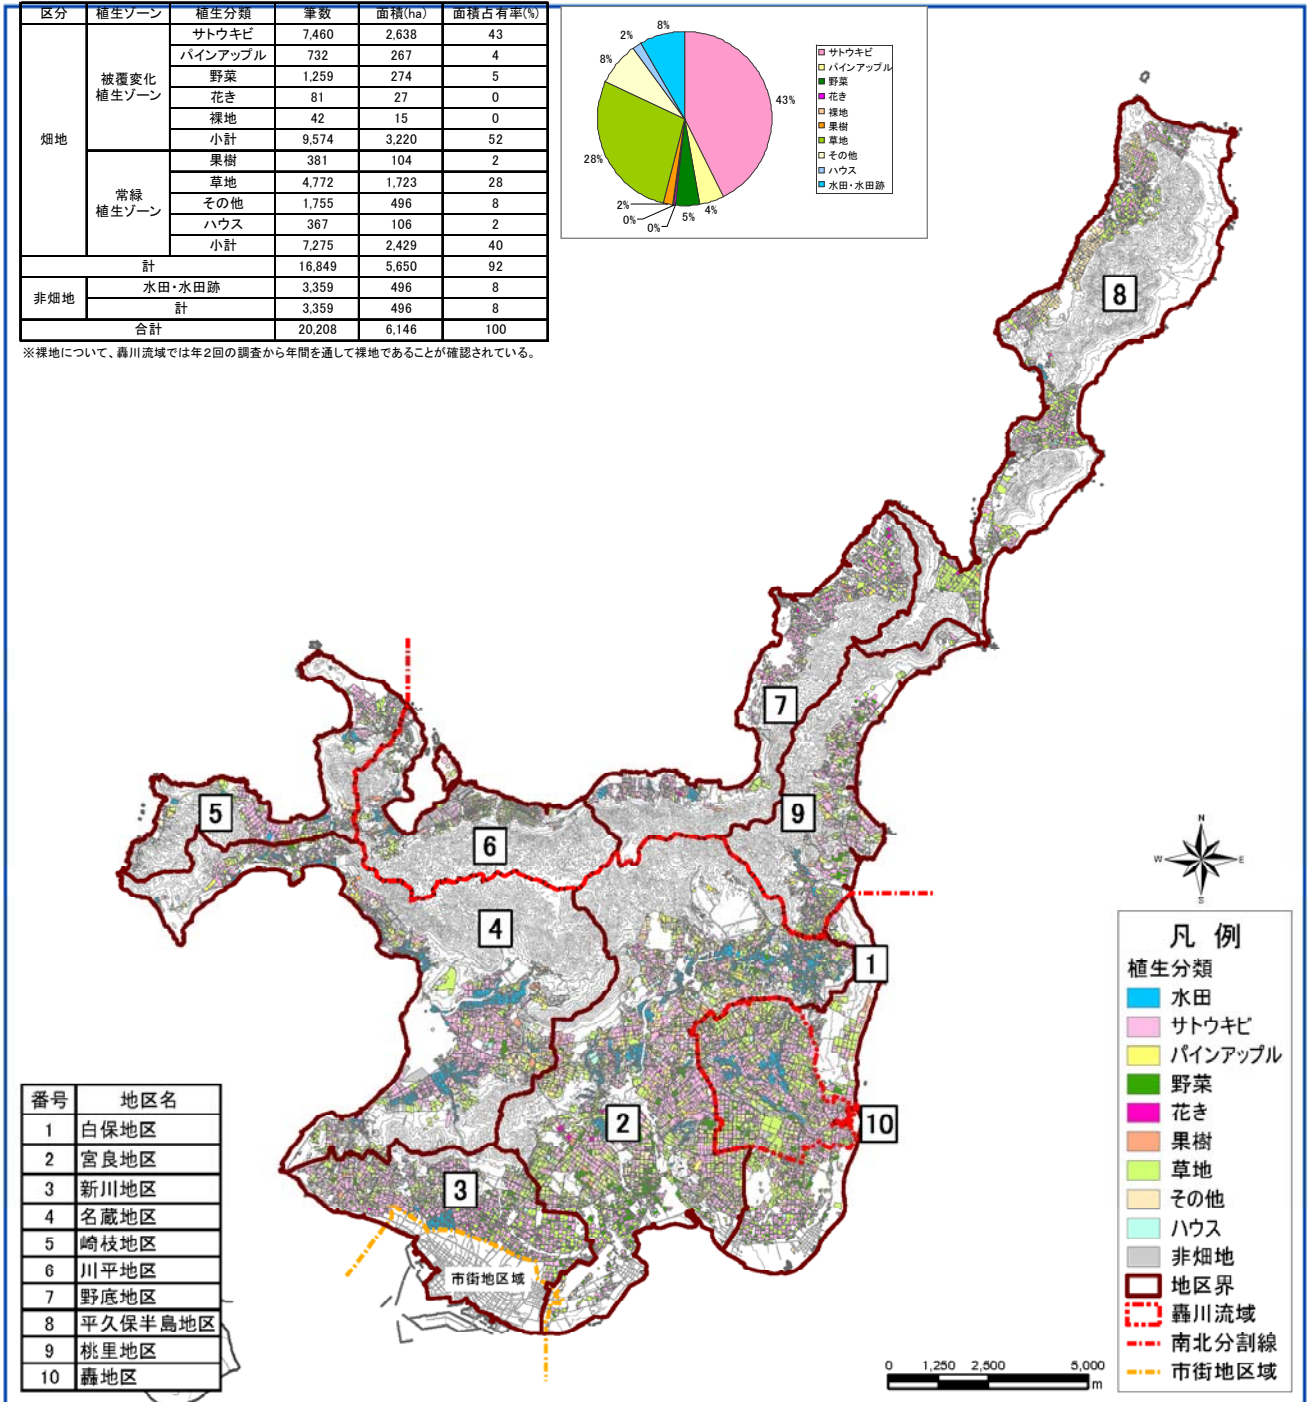 区分 植生ゾーン 植生分類 筆数 面積(ha) 面積占有率(%)
畑地 被覆変化植生ゾーン サトウキビ 7,460 2,638 43
パインアップル 732 267 4
野菜 1,259 274 5
花き 81 27 0
裸地 42 15 0
小計 9,574 3,220 52
常緑植生ゾーン 果樹 381 104 2
草地 4,772 1,723 28
その他 1,755 496 8
ハウス 367 106 2
小計 7,275 2,429 40
計 16,849 5,650 92
非畑地 水田・水田跡 3,359 496 8
計 3,359 496 8
合計 20,208 6,146 100
※裸地について、轟川流域では年2回の調査から年間を通して裸地であることが確認されている。
8%
2%
8%
43%
28%
2%
0%
0%
5%
4%
サトウキビ
パインアップル
野菜
花き
裸地
果樹
草地
その他
ハウス
水田・水田跡
8
7
5
9
6
4
1
2
10
3
市街地区域
N
W
E
S
凡 例
植生分類
水田
サトウキビ
パインアップル
野菜
花き
果樹
草地
その他
ハウス
非畑地
地区界
轟川流域
南北分割線
市街地区域
番号 地区名
1 白保地区
2 宮良地区
3 新川地区
4 名蔵地区
5 崎枝地区
6 川平地区
7 野底地区
8 平久保半島地区
9 桃里地区
10 轟地区
0 1,250 2,500 5,000
m